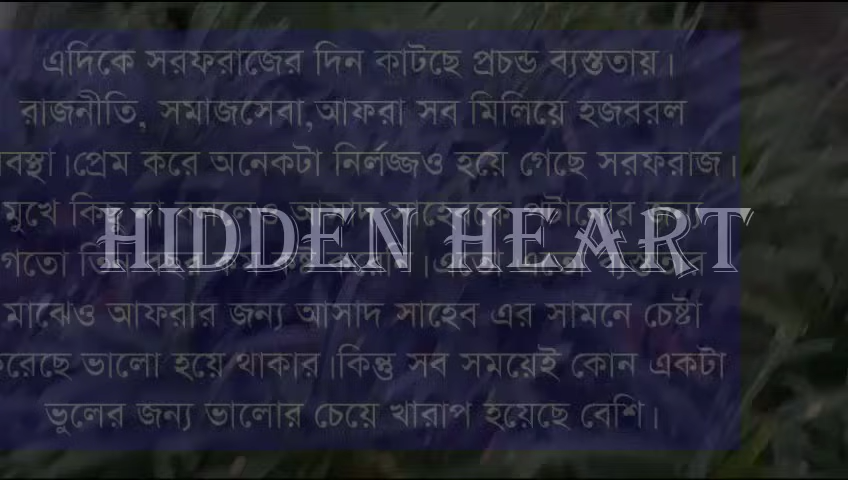 এদিকে সরফরাজের দিন কাটছে প্রচন্ড ব্যস্ততায়।
রাজনীতি, সমাজসেবা,আফরা সব মিলিয়ে হজবরল
বস্থা।প্রেম করে অনেকটা নিলজ্জও হয়ে গেছে সরফরাজ।
মুখে
HIDDEN HEART
মাঝেও আফরার জন্য আসাদ সাহেব এর সামনে চেষ্টা
করেছে ভালো হয়ে থাকার।কিন্তু সব সময়েই কোন একটা
ভুলের জন্য ভালোর চেয়ে খারাপ হয়েছে বেশি।